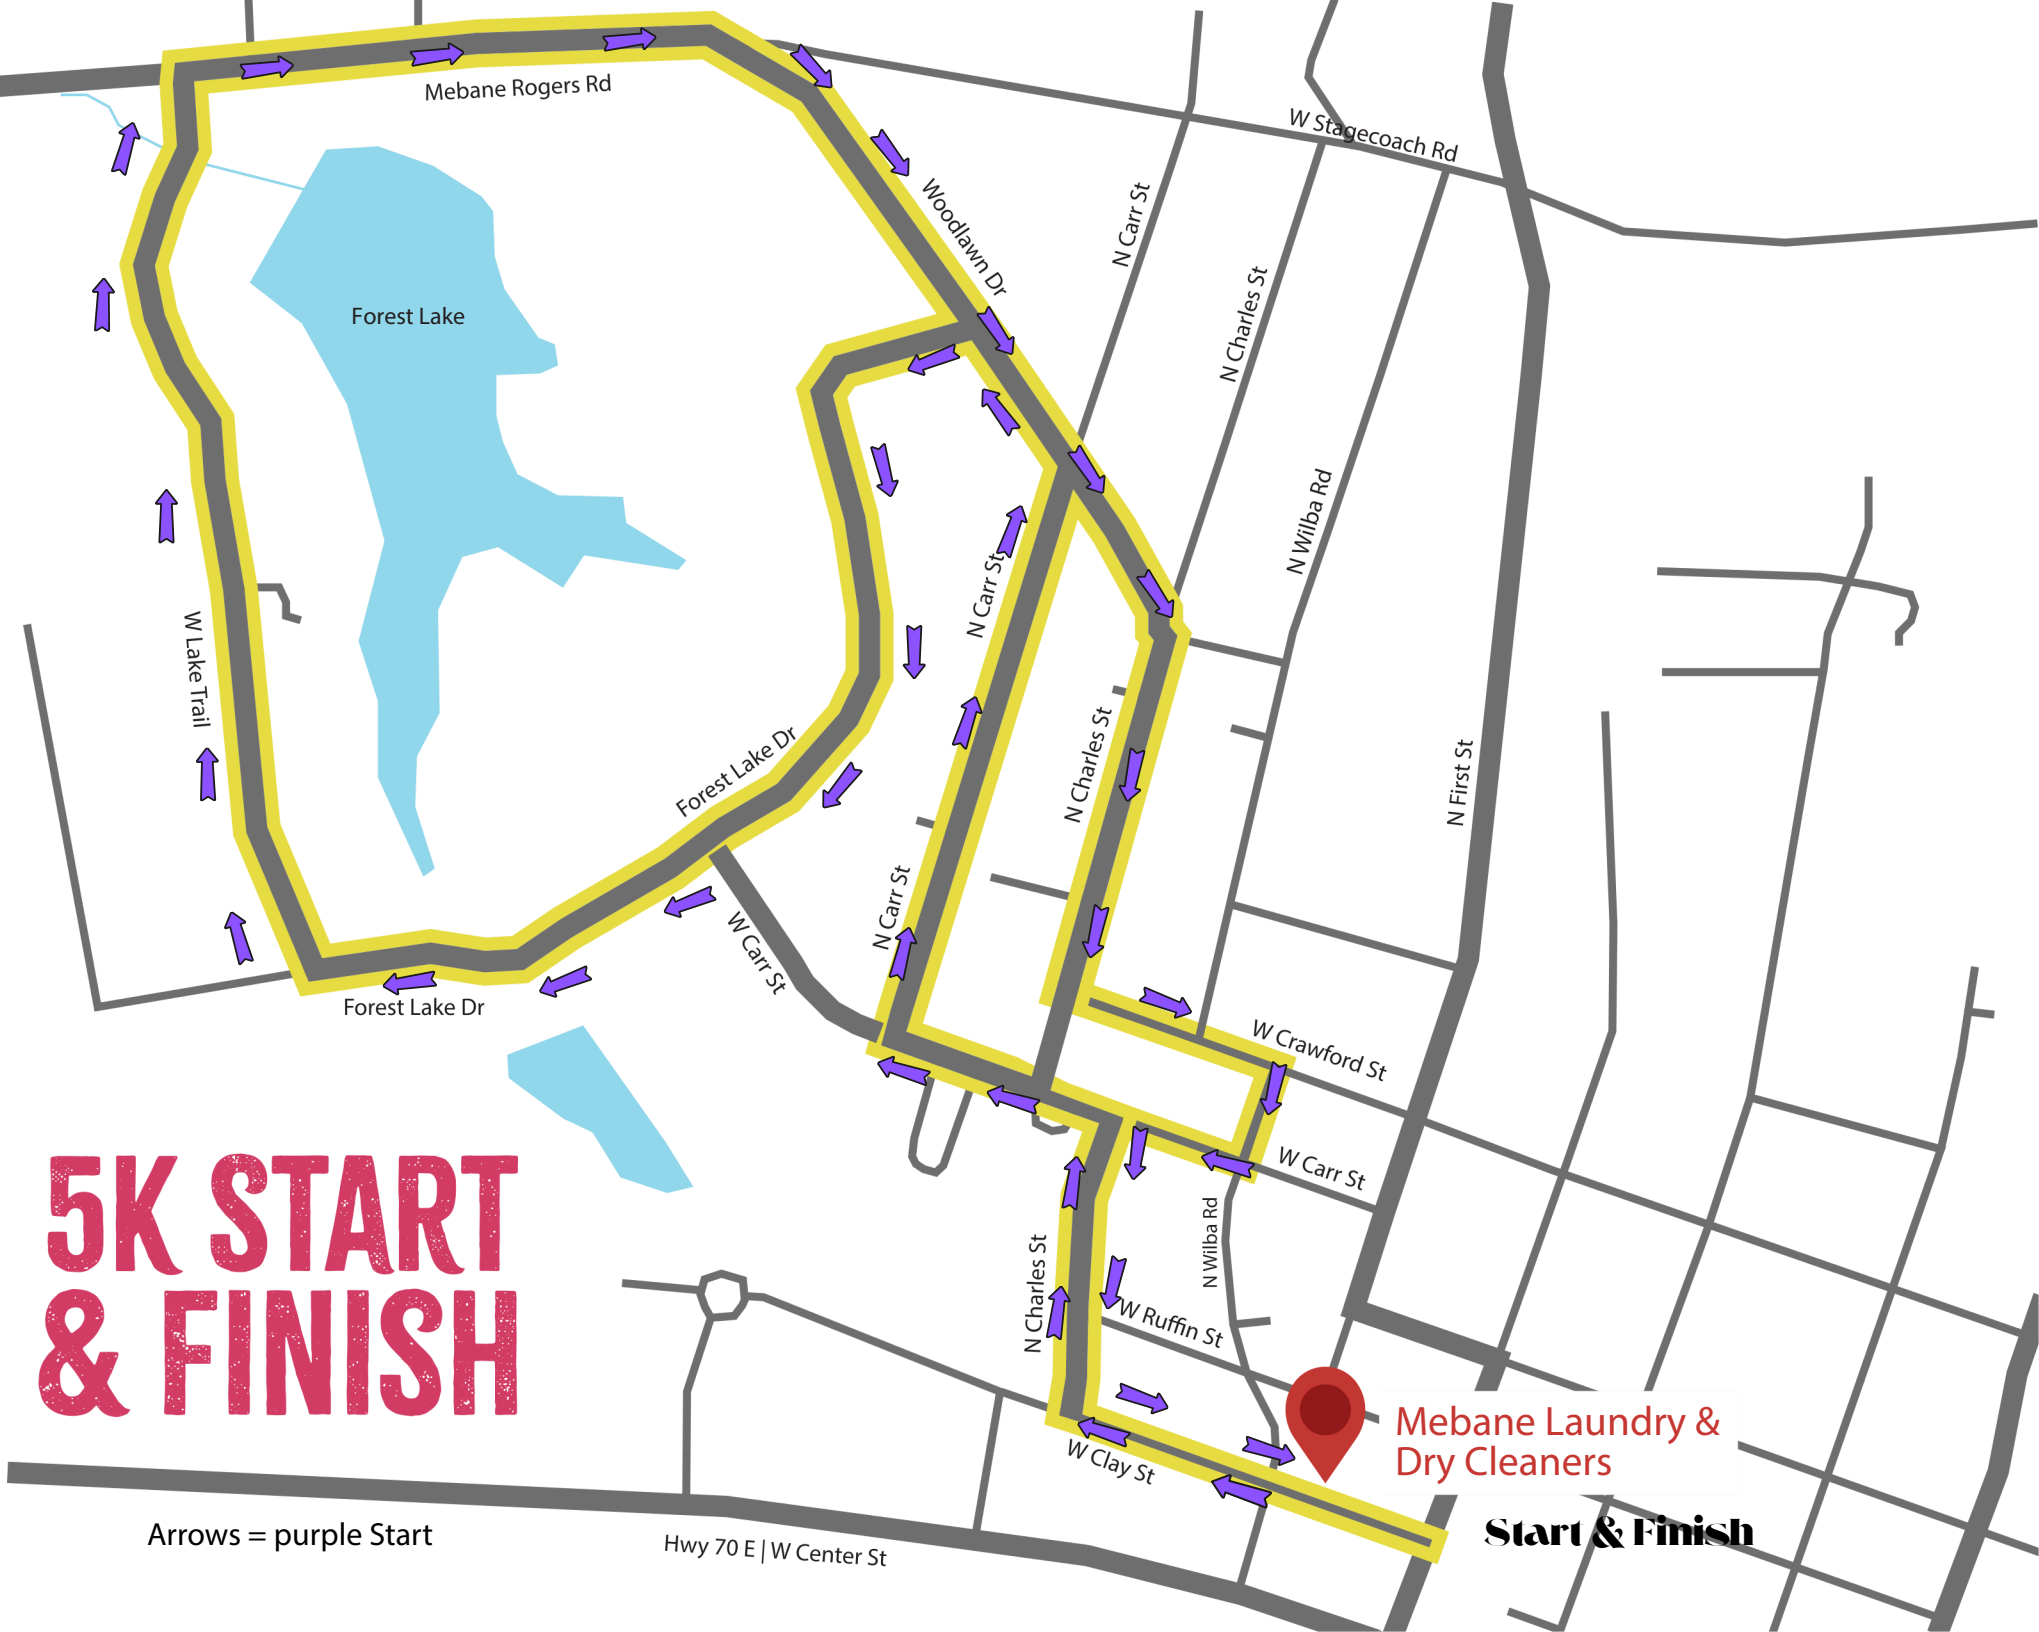 Mebane Rogers Rd
W Stagecoach Rd
Woodlawn Dr
N Carr St
N Charles St
Forest Lake
N Wilba Rd
N Carr St
W Lake Trail
N Charles St
Forest Lake Dr
N First St
N Carr St
W Carr St
Forest Lake Dr
W Crawford St
W Carr St
N Wilba Rd
N Charles St
W Ruffin St
5K START
& FINISH
Mebane Laundry &
Dry Cleaners
W Clay St
Start & Finish
Arrows = purple Start
Hwy 70 E | W Center St